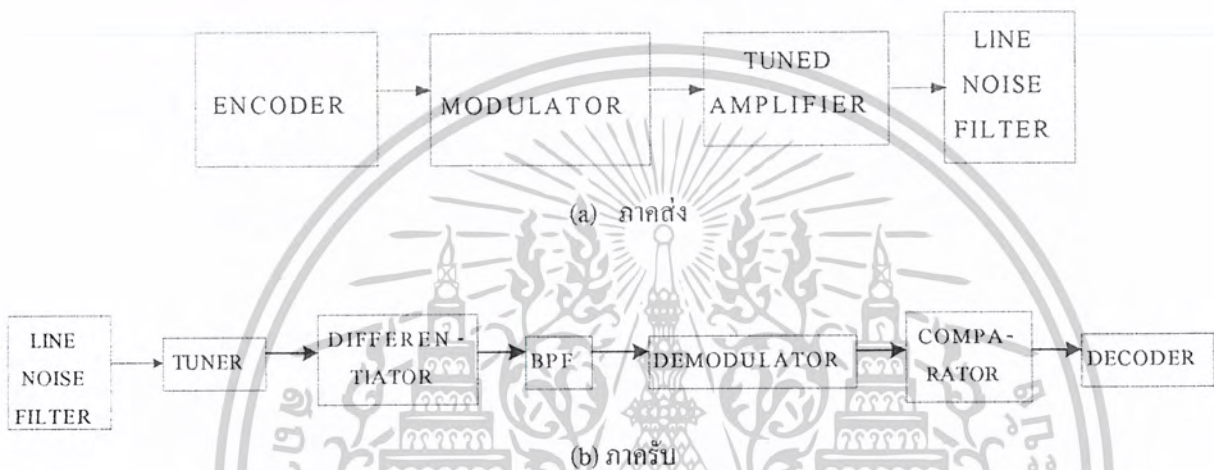 ENCODER
MODULATOR
TUNED
AMPLIFIER
LINE
NOISE
FILTER
(a) ภาคส่ง
LINE
NOISE
FILTER
TUNER
DIFFEREN-
TIATOR
BPF
DEMODULATOR
COMPA-
RATOR
DECODER
(b) ภาครับ